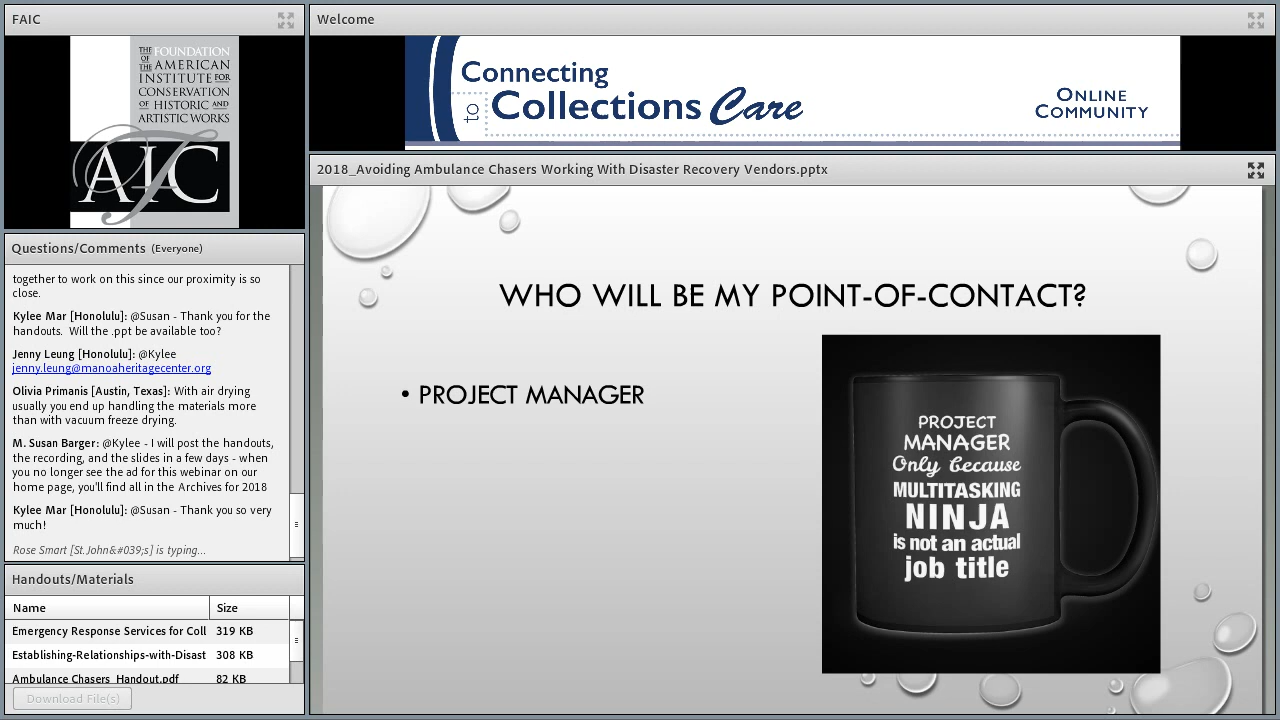 FAIC
THE FOUNDATION
OF THE AMERICAN
INSTITUTE FOR
CONSERVATION
OF HISTORIC AND
ARTISTIC WORKS
FAIC
Questions/Comments (Everyone)
together to work on this since our proximity is so
close.
Kylee Mar [Honolulu]: @Susan - Thank you for the
handouts. Will the .ppt be available too?
Jenny Leung [Honolulu]: @Kylee
jenny.leung@manoaheritagecenter.org
Olivia Primanis [Austin, Texas]: With air drying
usually you end up handling the materials more
than with vacuum freeze drying.
M. Susan Barger: @Kylee - I will post the handouts,
the recording, and the slides in a few days - when
you no longer see the ad for this webinar on our
home page, you'll find all in the Archives for 2018
Kylee Mar [Honolulu]: @Susan - Thank you so very
much!
Rose Smart [St.John&#039;s] is typing...
Handouts/Materials
Name Size
Emergency Response Services for Coll 319 KB
Establishing-Relationships-with-Disast 308 KB
Ambulance Chasers_Handout.pdf 82 KB
Download File(s)
Welcome
Connecting
to Collections Care
ONLINE
COMMUNITY
2018_Avoiding Ambulance Chasers Working With Disaster Recovery Vendors.pptx
WHO WILL BE MY POINT-OF-CONTACT?
• PROJECT MANAGER
PROJECT
MANAGER
Only because
MULTITASKING
NINJA
is not an actual
job title